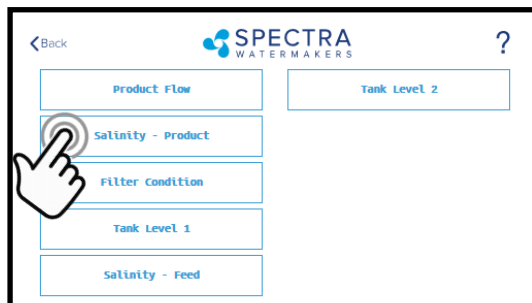 Back
SPECTRA
WATERMAKERS
?
Product Flow
Tank Level 2
Salinity - Product
Filter Condition
Tank Level 1
Salinity - Feed